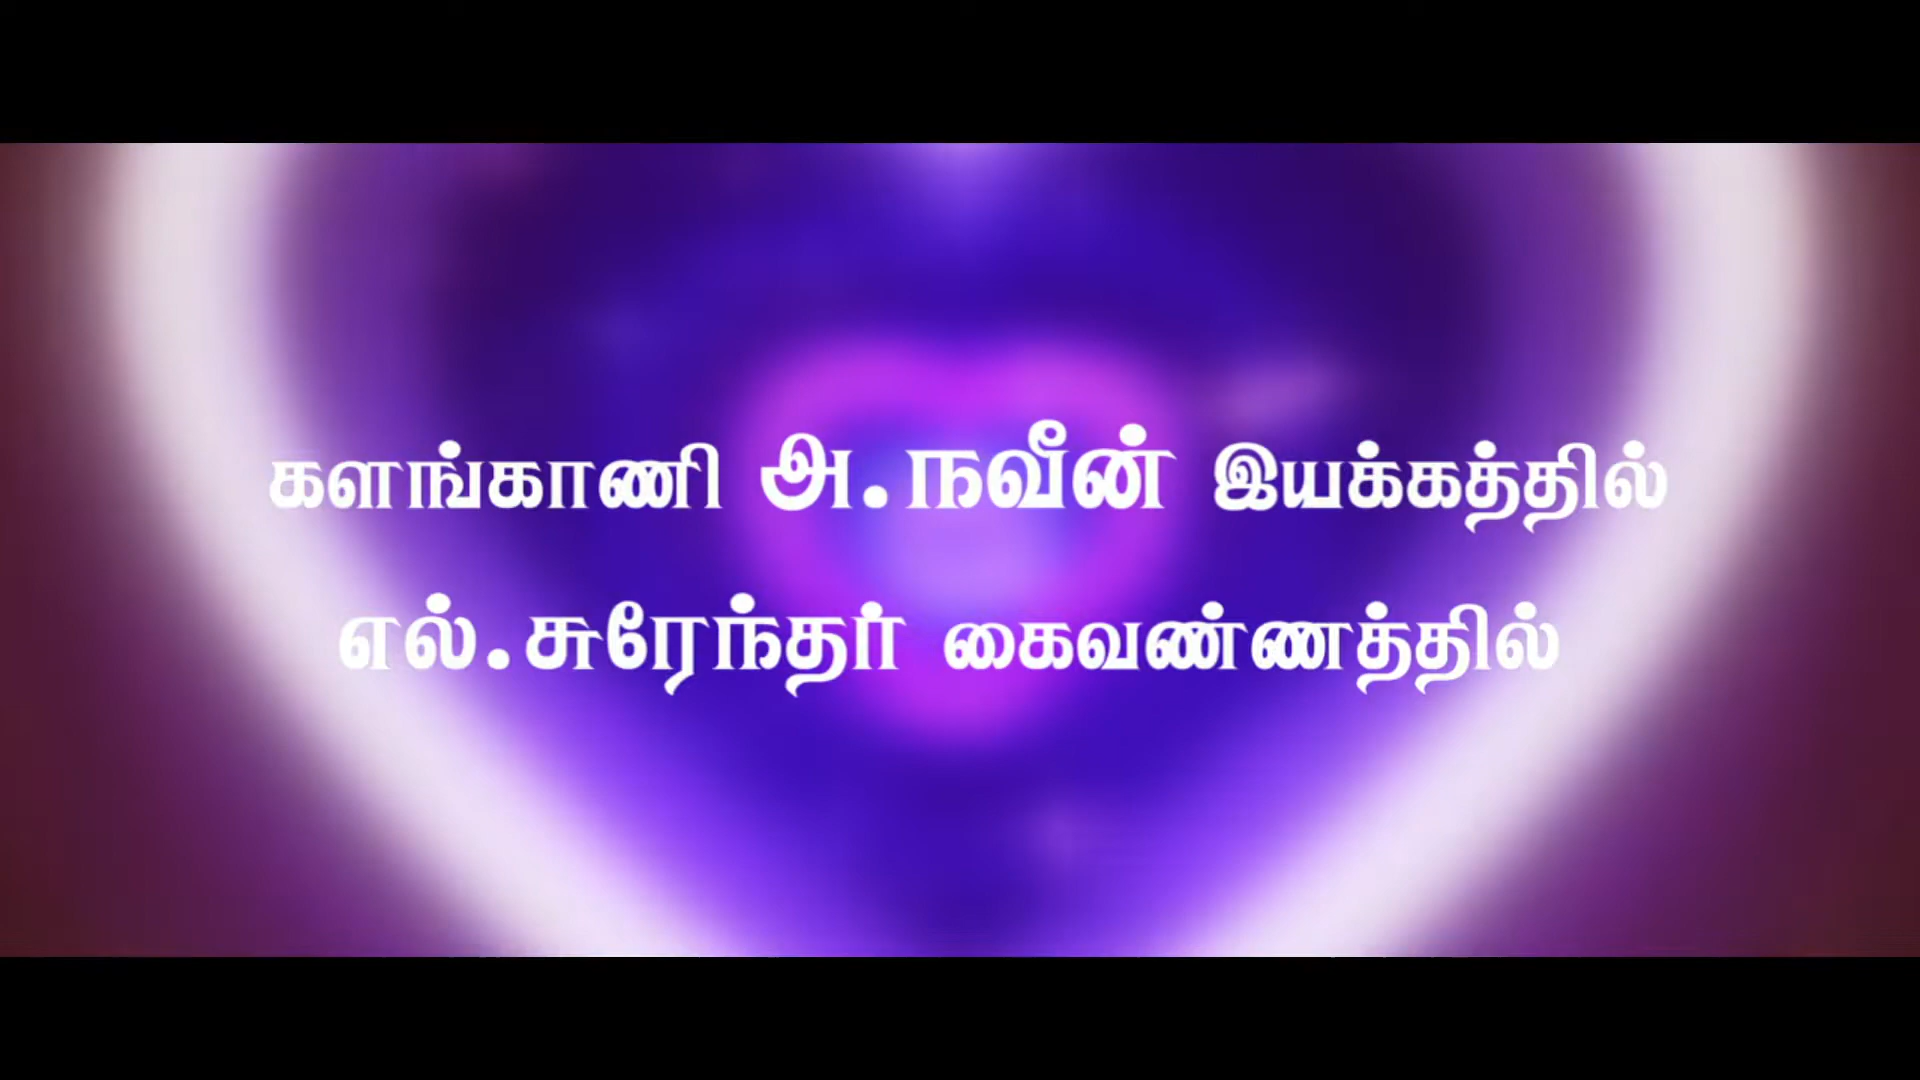 களங்காணி அ.நவீன் இயக்கத்தில்
எல்.சுரேந்தர் கைவண்ணத்தில்